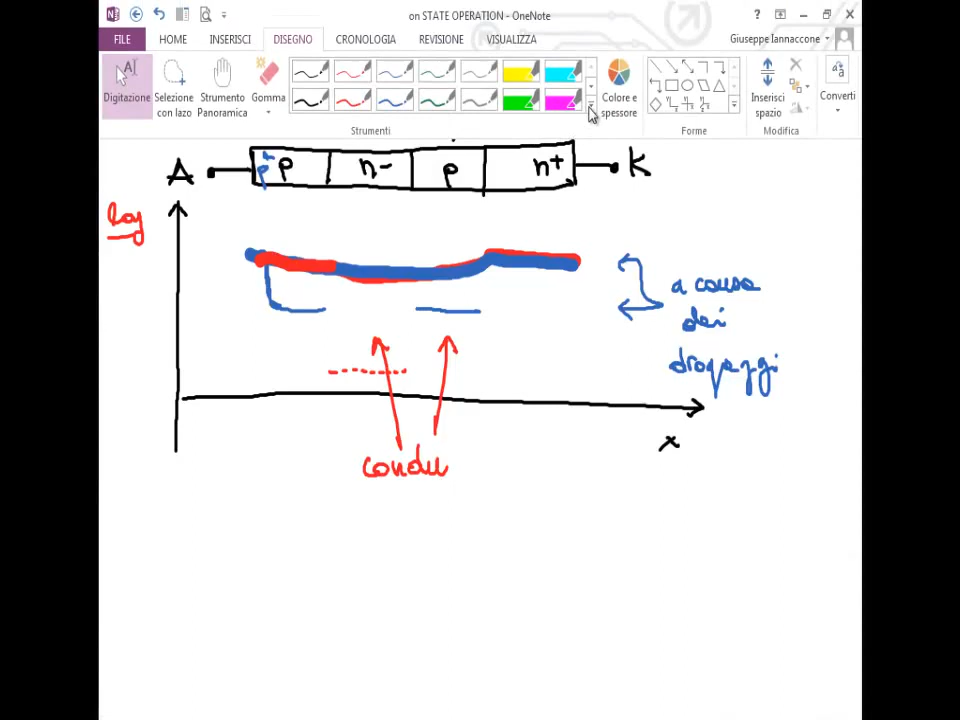 on STATE OPERATION - OneNote
?
FILE HOME INSERISCI DISEGNO CRONOLOGIA REVISIONE VISUALIZZA Giuseppe Iannaccone
Digitazione Selezione con lazo Strumento Panoramica Gomma Colore e spessore Inserisci spazio Converti
Strumenti Forme Modifica
A p+ p n- p n+ K
log
a causa
dei
drogaggi
x
condu